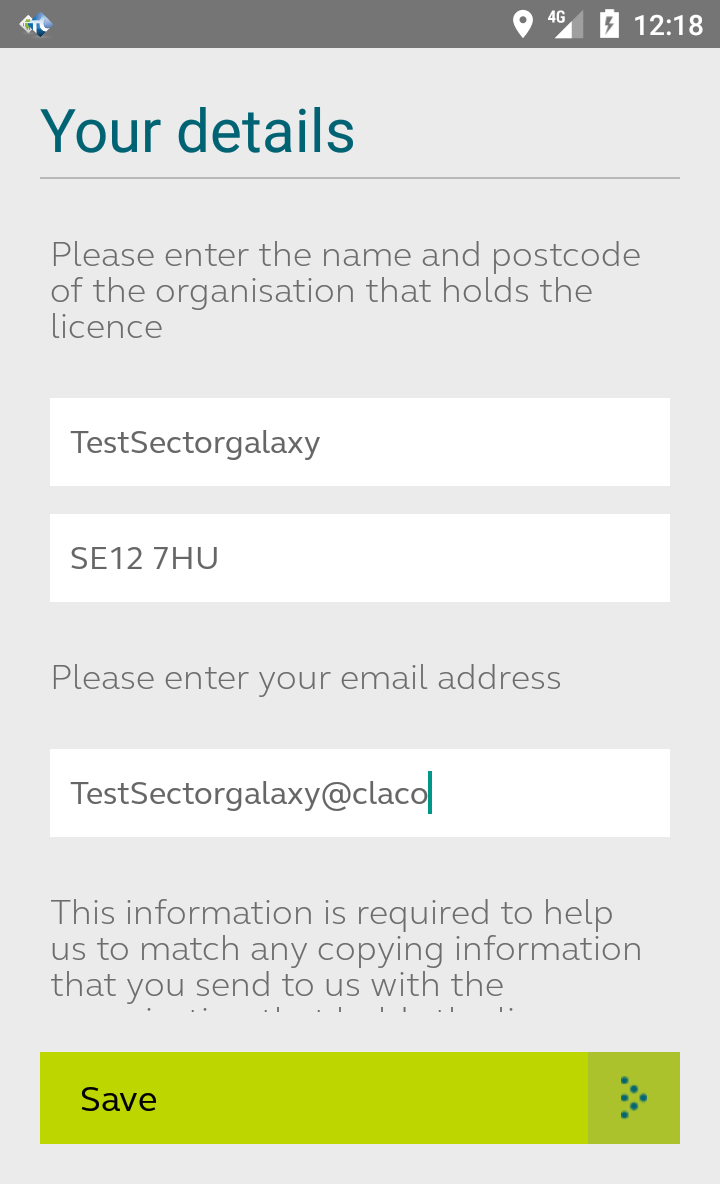 4G 12:18
Your details
Please enter the name and postcode
of the organisation that holds the
licence
TestSectorgalaxy
SE12 7HU
Please enter your email address
TestSectorgalaxy@claco
This information is required to help
us to match any copying information
that you send to us with the
Save